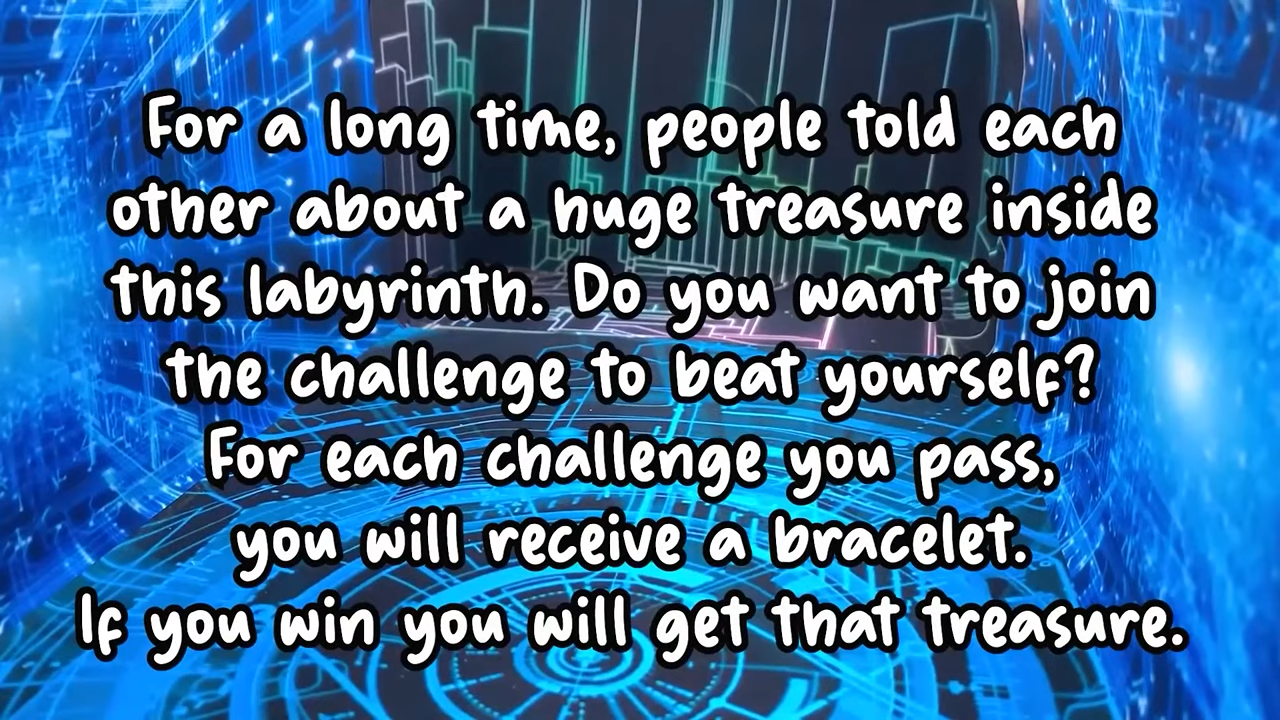 For a long time, people told each
other about a huge treasure inside
this labyrinth. Do you want to join
the challenge to beat yourself?
For each challenge you pass,
you will receive a bracelet.
If you win you will get that treasure.